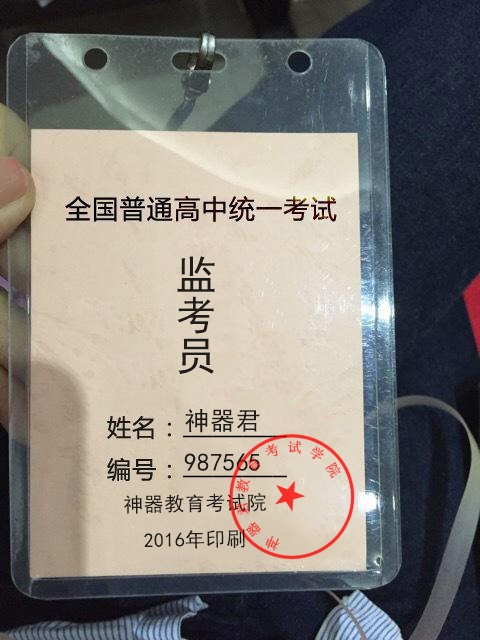 全国普通高中统一考试
监考员
姓名：神器君
编号：987565
神器教育考试院
2016年印刷
神器教育考试学院